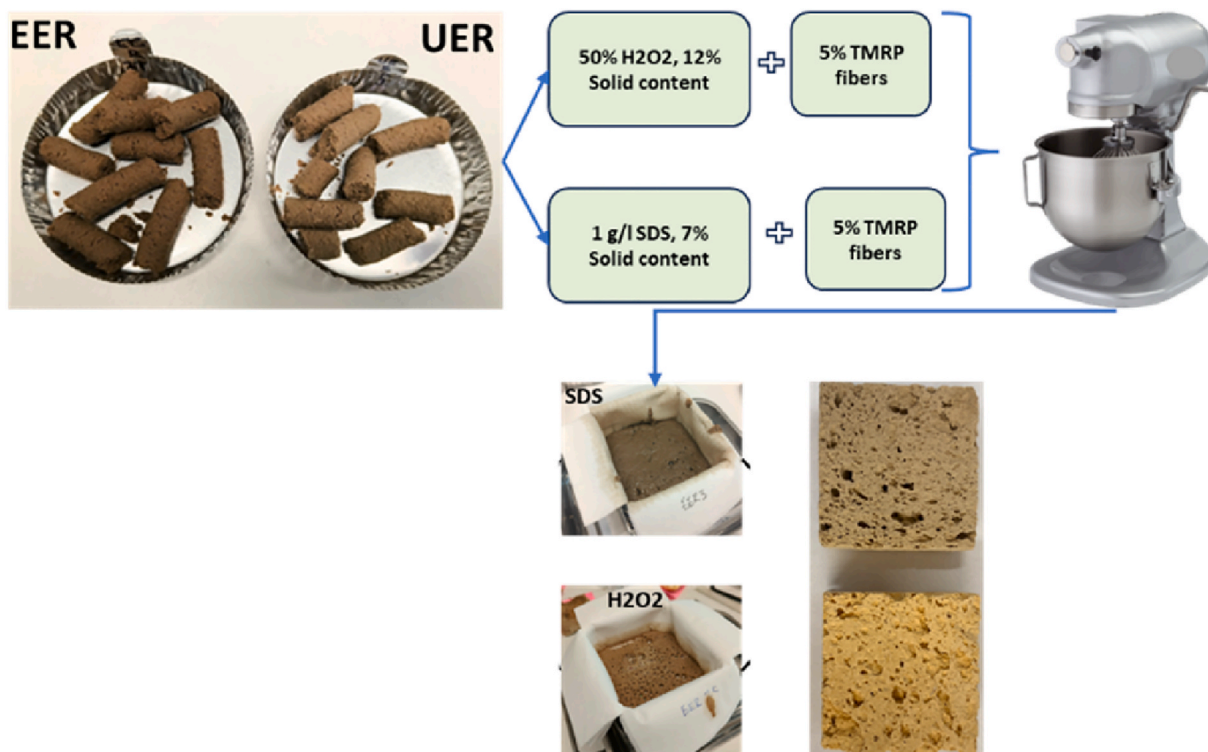 EER
UER
50% H2O2, 12%
Solid content
5% TMRP
fibers
1 g/l SDS, 7%
Solid content
5% TMRP
fibers
SDS
H2O2